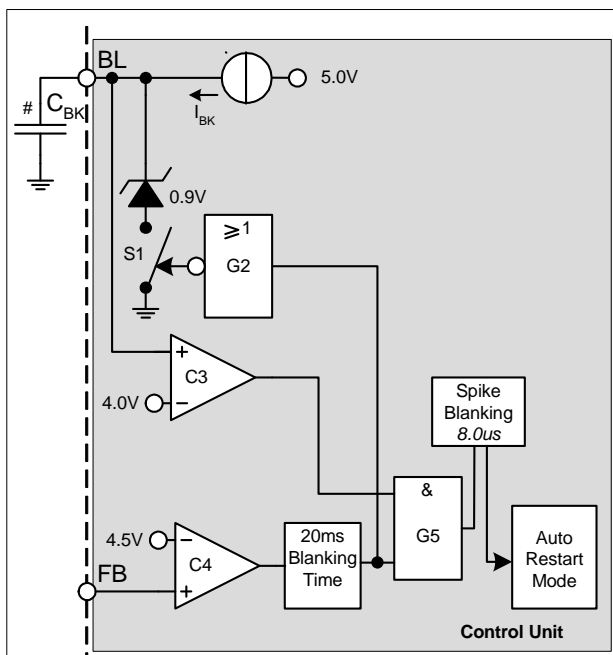 BL
5.0V
# C_BK
I_BK
0.9V
≥1
S1
G2
+
C3
4.0V
−
Spike
Blanking
8.0us
&
G5
4.5V
−
20ms
Blanking
Time
C4
FB
+
Auto
Restart
Mode
Control Unit